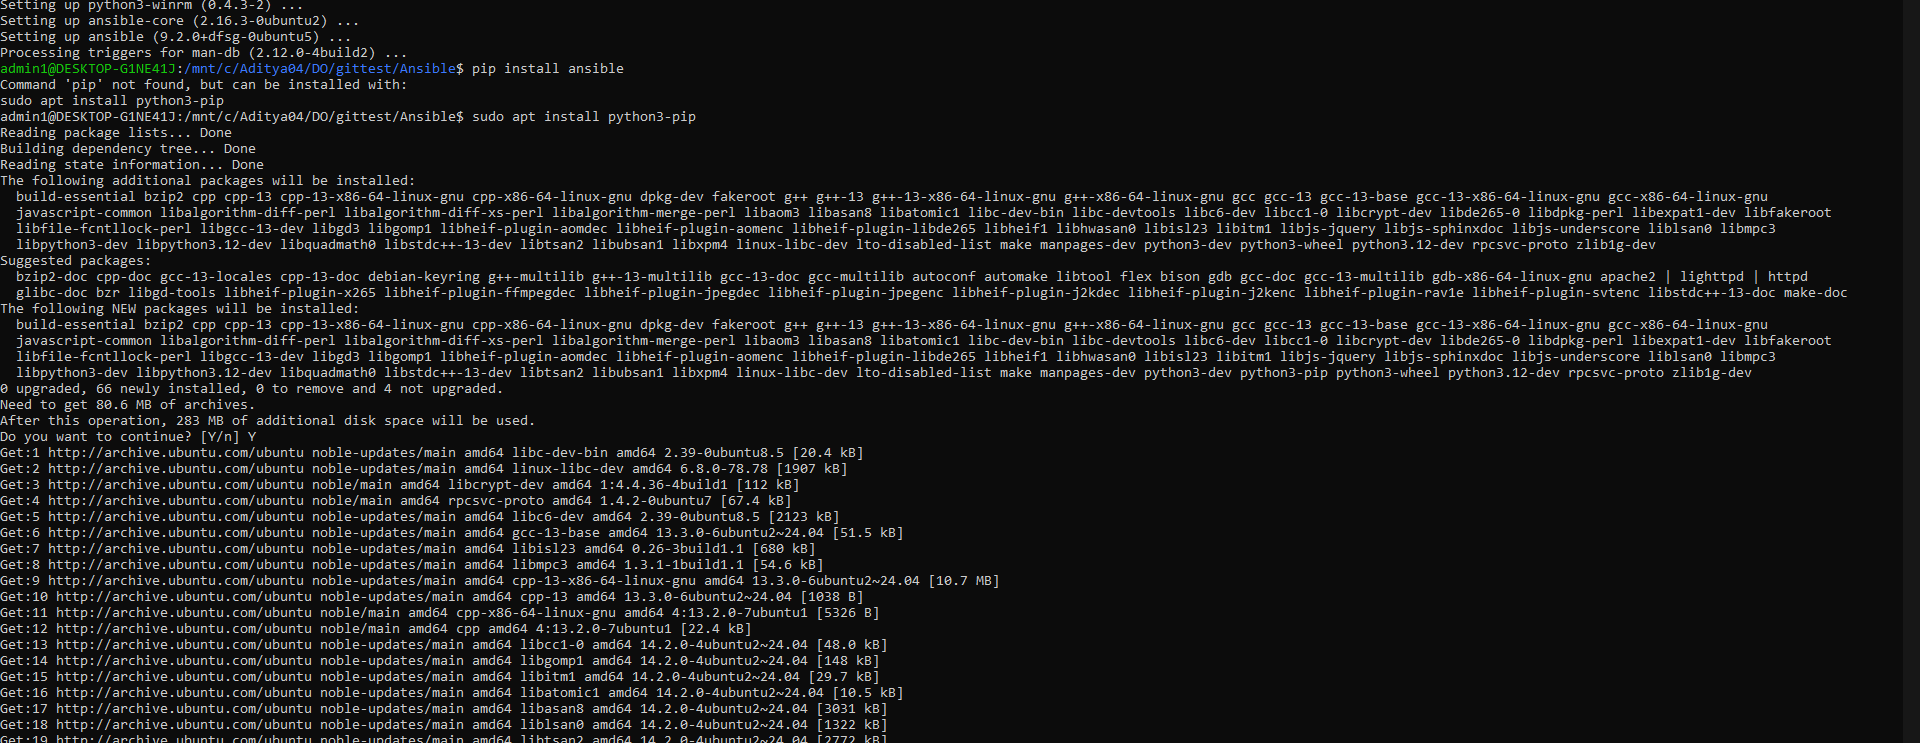 Setting up python3-winrm (0.4.3-2) ...
Setting up ansible-core (2.16.3-0ubuntu2) ...
Setting up ansible (9.2.0+dfsg-0ubuntu5) ...
Processing triggers for man-db (2.12.0-4build2) ...
admin1@DESKTOP-G1NE41J:/mnt/c/Aditya04/DO/gittest/Ansible$ pip install ansible
Command 'pip' not found, but can be installed with:
sudo apt install python3-pip
admin1@DESKTOP-G1NE41J:/mnt/c/Aditya04/DO/gittest/Ansible$ sudo apt install python3-pip
Reading package lists... Done
Building dependency tree... Done
Reading state information... Done
The following additional packages will be installed:
  build-essential bzip2 cpp cpp-13 cpp-13-x86-64-linux-gnu cpp-x86-64-linux-gnu dpkg-dev fakeroot g++ g++-13 g++-13-x86-64-linux-gnu g++-x86-64-linux-gnu gcc gcc-13 gcc-13-base gcc-13-x86-64-linux-gnu gcc-x86-64-linux-gnu
  javascript-common libalgorithm-diff-perl libalgorithm-diff-xs-perl libalgorithm-merge-perl libaom3 libasan8 libatomic1 libc-dev-bin libc-devtools libc6-dev libcc1-0 libcrypt-dev libde265-0 libdpkg-perl libexpat1-dev libfakeroot
  libfile-fcntllock-perl libgcc-13-dev libgd3 libgomp1 libheif-plugin-aomdec libheif-plugin-aomenc libheif-plugin-libde265 libheif1 libhwasan0 libisl23 libitm1 libjs-jquery libjs-sphinxdoc libjs-underscore liblsan0 libmpc3
  libpython3-dev libpython3.12-dev libquadmath0 libstdc++-13-dev libtsan2 libubsan1 libxpm4 linux-libc-dev lto-disabled-list make manpages-dev python3-dev python3-wheel python3.12-dev rpcsvc-proto zlib1g-dev
Suggested packages:
  bzip2-doc cpp-doc gcc-13-locales cpp-13-doc debian-keyring g++-multilib g++-13-multilib gcc-13-doc gcc-multilib autoconf automake libtool flex bison gdb gcc-doc gcc-13-multilib gdb-x86-64-linux-gnu apache2 | lighttpd | httpd
  glibc-doc bzr libgd-tools libheif-plugin-x265 libheif-plugin-ffmpegdec libheif-plugin-jpegdec libheif-plugin-jpegenc libheif-plugin-j2kdec libheif-plugin-j2kenc libheif-plugin-rav1e libheif-plugin-svtenc libstdc++-13-doc make-doc
The following NEW packages will be installed:
  build-essential bzip2 cpp cpp-13 cpp-13-x86-64-linux-gnu cpp-x86-64-linux-gnu dpkg-dev fakeroot g++ g++-13 g++-13-x86-64-linux-gnu g++-x86-64-linux-gnu gcc gcc-13 gcc-13-base gcc-13-x86-64-linux-gnu gcc-x86-64-linux-gnu
  javascript-common libalgorithm-diff-perl libalgorithm-diff-xs-perl libalgorithm-merge-perl libaom3 libasan8 libatomic1 libc-dev-bin libc-devtools libc6-dev libcc1-0 libcrypt-dev libde265-0 libdpkg-perl libexpat1-dev libfakeroot
  libfile-fcntllock-perl libgcc-13-dev libgd3 libgomp1 libheif-plugin-aomdec libheif-plugin-aomenc libheif-plugin-libde265 libheif1 libhwasan0 libisl23 libitm1 libjs-jquery libjs-sphinxdoc libjs-underscore liblsan0 libmpc3
  libpython3-dev libpython3.12-dev libquadmath0 libstdc++-13-dev libtsan2 libubsan1 libxpm4 linux-libc-dev lto-disabled-list make manpages-dev python3-dev python3-pip python3-wheel python3.12-dev rpcsvc-proto zlib1g-dev
0 upgraded, 66 newly installed, 0 to remove and 4 not upgraded.
Need to get 80.6 MB of archives.
After this operation, 283 MB of additional disk space will be used.
Do you want to continue? [Y/n] Y
Get:1 http://archive.ubuntu.com/ubuntu noble-updates/main amd64 libc-dev-bin amd64 2.39-0ubuntu8.5 [20.4 kB]
Get:2 http://archive.ubuntu.com/ubuntu noble-updates/main amd64 linux-libc-dev amd64 6.8.0-78.78 [1907 kB]
Get:3 http://archive.ubuntu.com/ubuntu noble/main amd64 libcrypt-dev amd64 1:4.4.36-4build1 [112 kB]
Get:4 http://archive.ubuntu.com/ubuntu noble/main amd64 rpcsvc-proto amd64 1.4.2-0ubuntu7 [67.4 kB]
Get:5 http://archive.ubuntu.com/ubuntu noble-updates/main amd64 libc6-dev amd64 2.39-0ubuntu8.5 [2123 kB]
Get:6 http://archive.ubuntu.com/ubuntu noble-updates/main amd64 gcc-13-base amd64 13.3.0-6ubuntu2~24.04 [51.5 kB]
Get:7 http://archive.ubuntu.com/ubuntu noble-updates/main amd64 libisl23 amd64 0.26-3build1.1 [680 kB]
Get:8 http://archive.ubuntu.com/ubuntu noble-updates/main amd64 libmpc3 amd64 1.3.1-1build1.1 [54.6 kB]
Get:9 http://archive.ubuntu.com/ubuntu noble-updates/main amd64 cpp-13-x86-64-linux-gnu amd64 13.3.0-6ubuntu2~24.04 [10.7 MB]
Get:10 http://archive.ubuntu.com/ubuntu noble-updates/main amd64 cpp-13 amd64 13.3.0-6ubuntu2~24.04 [1038 B]
Get:11 http://archive.ubuntu.com/ubuntu noble/main amd64 cpp-x86-64-linux-gnu amd64 4:13.2.0-7ubuntu1 [5326 B]
Get:12 http://archive.ubuntu.com/ubuntu noble/main amd64 cpp amd64 4:13.2.0-7ubuntu1 [22.4 kB]
Get:13 http://archive.ubuntu.com/ubuntu noble-updates/main amd64 libcc1-0 amd64 14.2.0-4ubuntu2~24.04 [48.0 kB]
Get:14 http://archive.ubuntu.com/ubuntu noble-updates/main amd64 libgomp1 amd64 14.2.0-4ubuntu2~24.04 [148 kB]
Get:15 http://archive.ubuntu.com/ubuntu noble-updates/main amd64 libitm1 amd64 14.2.0-4ubuntu2~24.04 [29.7 kB]
Get:16 http://archive.ubuntu.com/ubuntu noble-updates/main amd64 libatomic1 amd64 14.2.0-4ubuntu2~24.04 [10.5 kB]
Get:17 http://archive.ubuntu.com/ubuntu noble-updates/main amd64 libasan8 amd64 14.2.0-4ubuntu2~24.04 [3031 kB]
Get:18 http://archive.ubuntu.com/ubuntu noble-updates/main amd64 liblsan0 amd64 14.2.0-4ubuntu2~24.04 [1322 kB]
Get:19 http://archive.ubuntu.com/ubuntu noble-updates/main amd64 libtsan2 amd64 14.2.0-4ubuntu2~24.04 [2772 kB]